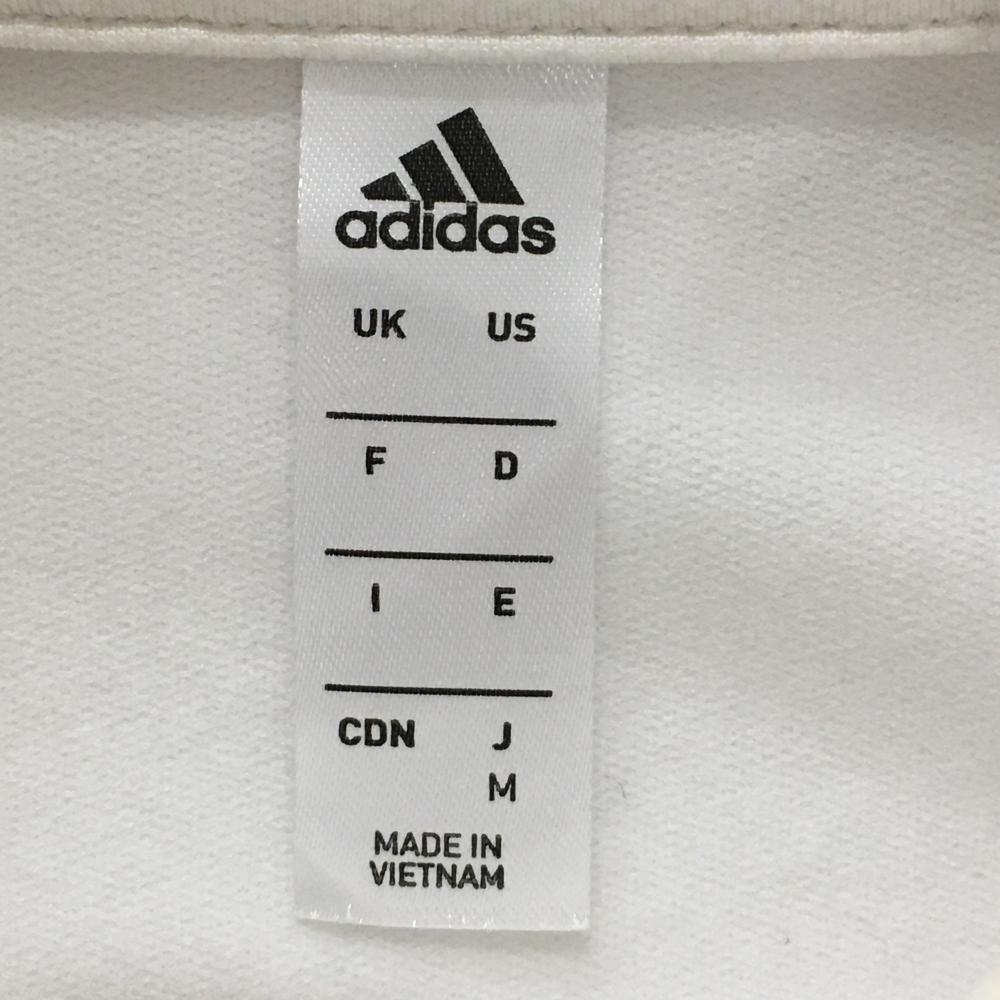 adidas
UK US
F D
I E
CDN J
M
MADE IN
VIETNAM